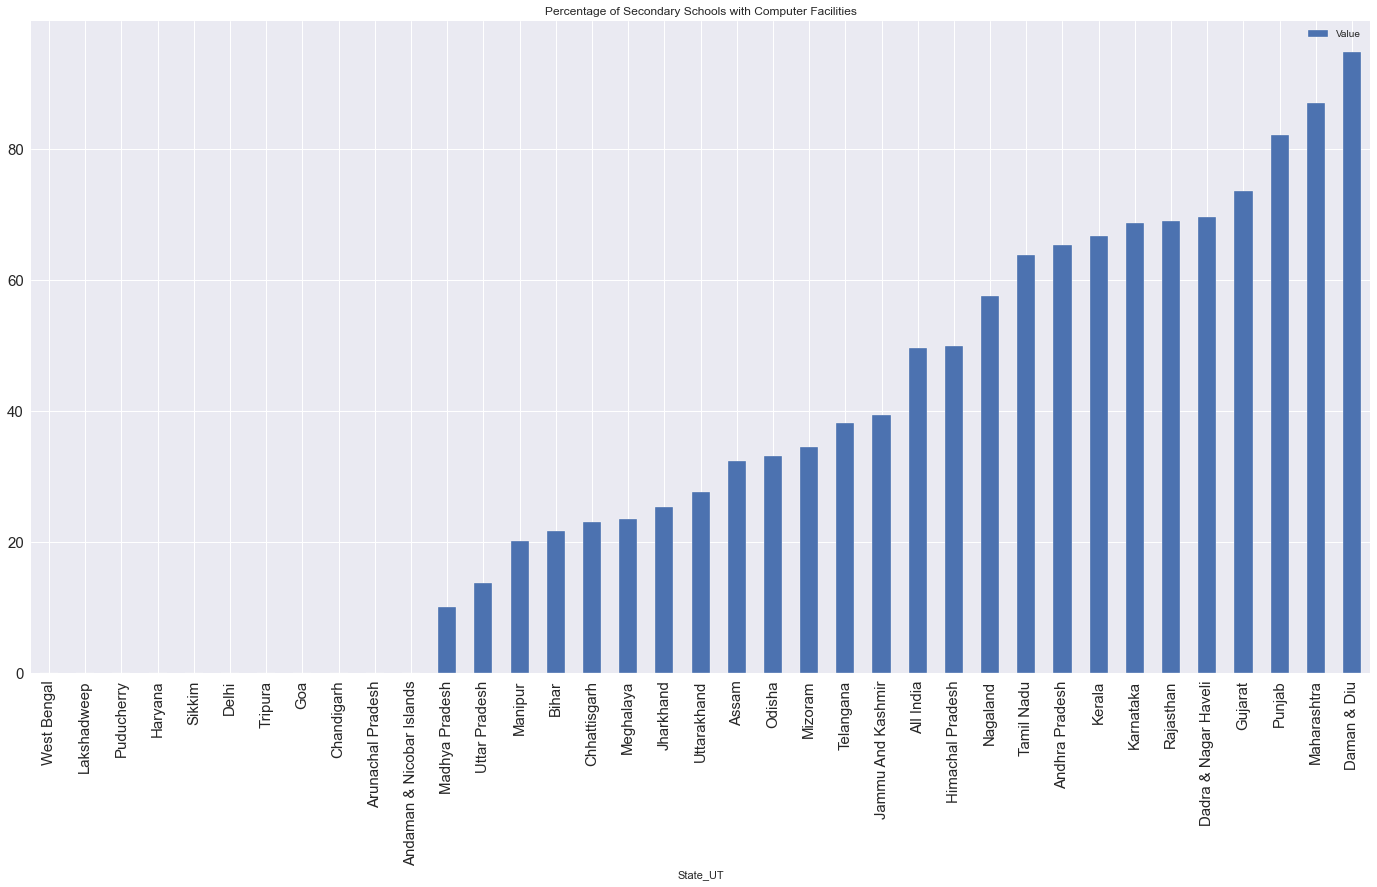 Percentage of Secondary Schools with Computer Facilities
Value
80
60
40
20
0
West Bengal
Lakshadweep
Puducherry
Haryana
Sikkim
Delhi
Tripura
Goa
Chandigarh
Arunachal Pradesh
Andaman & Nicobar Islands
Madhya Pradesh
Uttar Pradesh
Manipur
Bihar
Chhattisgarh
Meghalaya
Jharkhand
Uttarakhand
Assam
Odisha
Mizoram
Telangana
Jammu And Kashmir
All India
Himachal Pradesh
Nagaland
Tamil Nadu
Andhra Pradesh
Kerala
Karnataka
Rajasthan
Dadra & Nagar Haveli
Gujarat
Punjab
Maharashtra
Daman & Diu
State_UT